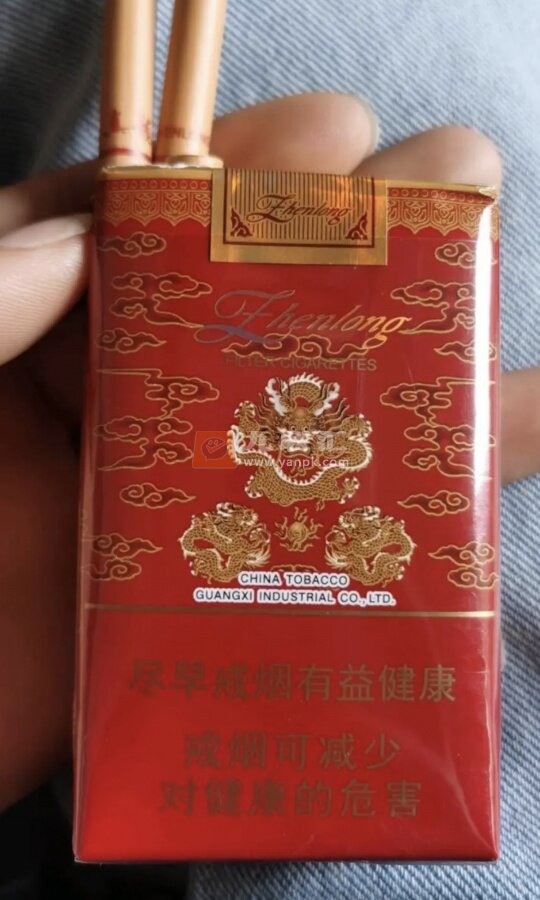 Zhenlong
Zhenlong
FILTER CIGARETTES
www.yanpk.com
CHINA TOBACCO
GUANGXI INDUSTRIAL CO., LTD.
尽早戒烟有益健康
戒烟可减少
对健康的危害